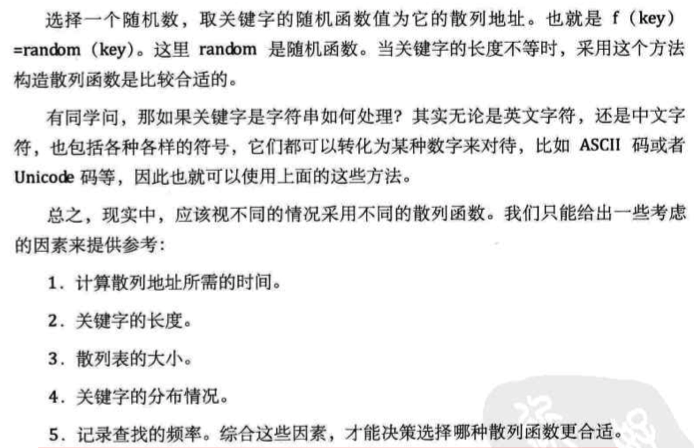 选择一个随机数，取关键字的随机函数值为它的散列地址。也就是 f（key）
=random（key）。这里 random 是随机函数。当关键字的长度不等时，采用这个方法
构造散列函数是比较合适的。
有同学问，那如果关键字是字符串如何处理？其实无论是英文字符，还是中文字
符，也包括各种各样的符号，它们都可以转化为某种数字来对待，比如 ASCII 码或者
Unicode 码等，因此也就可以使用上面的这些方法。
总之，现实中，应该视不同的情况采用不同的散列函数。我们只能给出一些考虑
的因素来提供参考：
1．计算散列地址所需的时间。
2．关键字的长度。
3．散列表的大小。
4．关键字的分布情况。
5．记录查找的频率。综合这些因素，才能决策选择哪种散列函数更合适。